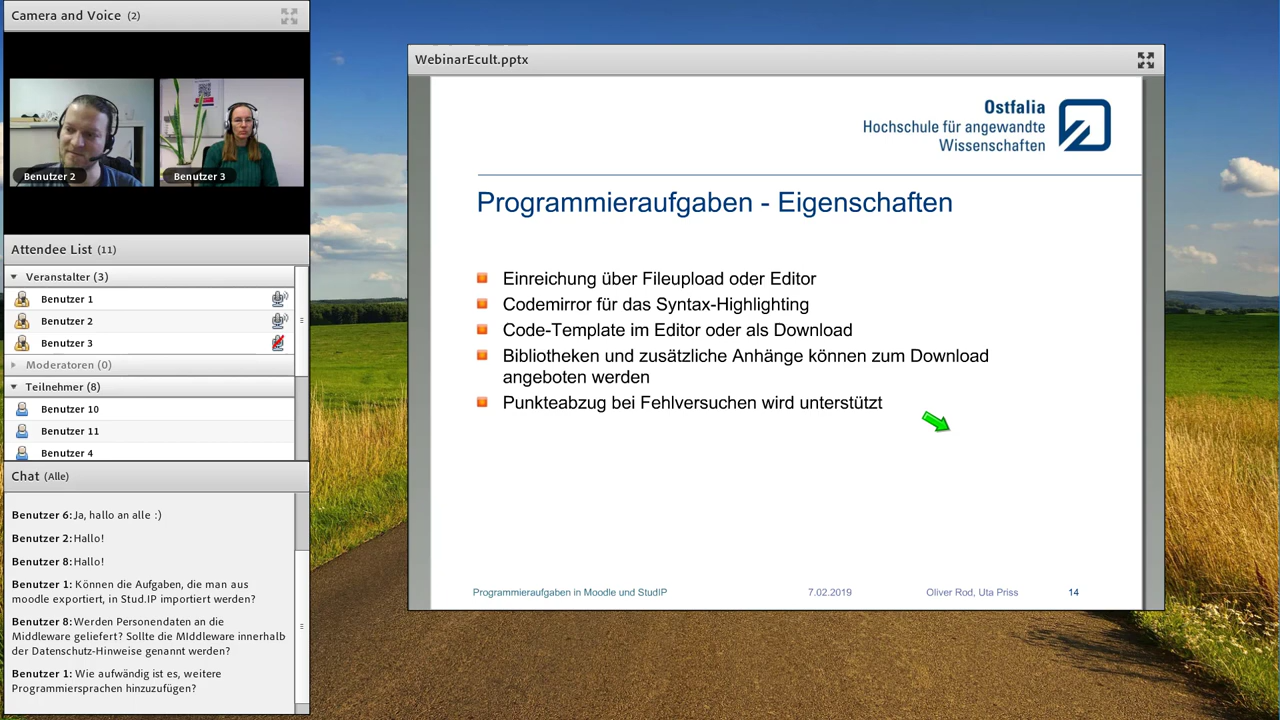 Camera and Voice (2)
Benutzer 2
Benutzer 3
Attendee List (11)
Veranstalter (3)
Benutzer 1
Benutzer 2
Benutzer 3
Moderatoren (0)
Teilnehmer (8)
Benutzer 10
Benutzer 11
Benutzer 4
Chat (Alle)
Benutzer 6: Ja, hallo an alle :)
Benutzer 2: Hallo!
Benutzer 8: Hallo!
Benutzer 1: Können die Aufgaben, die man aus
moodle exportiert, in Stud.IP importiert werden?
Benutzer 8: Werden Personendaten an die
Middleware geliefert? Sollte die MIddleware innerhalb
der Datenschutz-Hinweise genannt werden?
Benutzer 1: Wie aufwändig ist es, weitere
Programmiersprachen hinzuzufügen?
WebinarEcult.pptx
Ostfalia
Hochschule für angewandte
Wissenschaften
Programmieraufgaben - Eigenschaften
Einreichung über Fileupload oder Editor
Codemirror für das Syntax-Highlighting
Code-Template im Editor oder als Download
Bibliotheken und zusätzliche Anhänge können zum Download
angeboten werden
Punkteabzug bei Fehlversuchen wird unterstützt
Programmieraufgaben in Moodle und StudIP 7.02.2019 Oliver Rod, Uta Priss 14